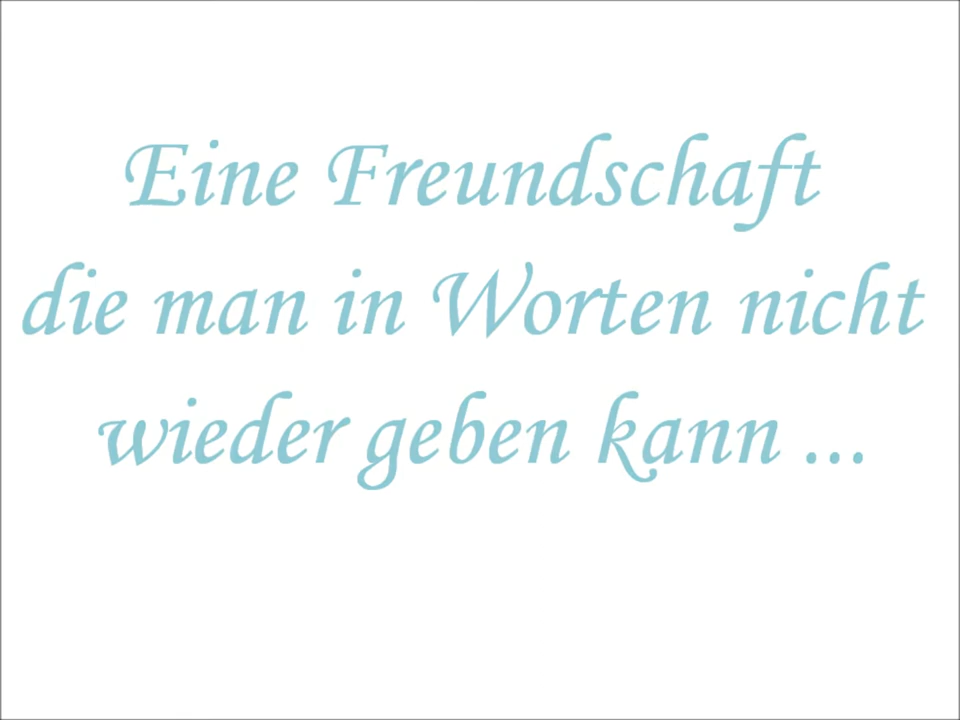 Eine Freundschaft
die man in Worten nicht
wieder geben kann ...